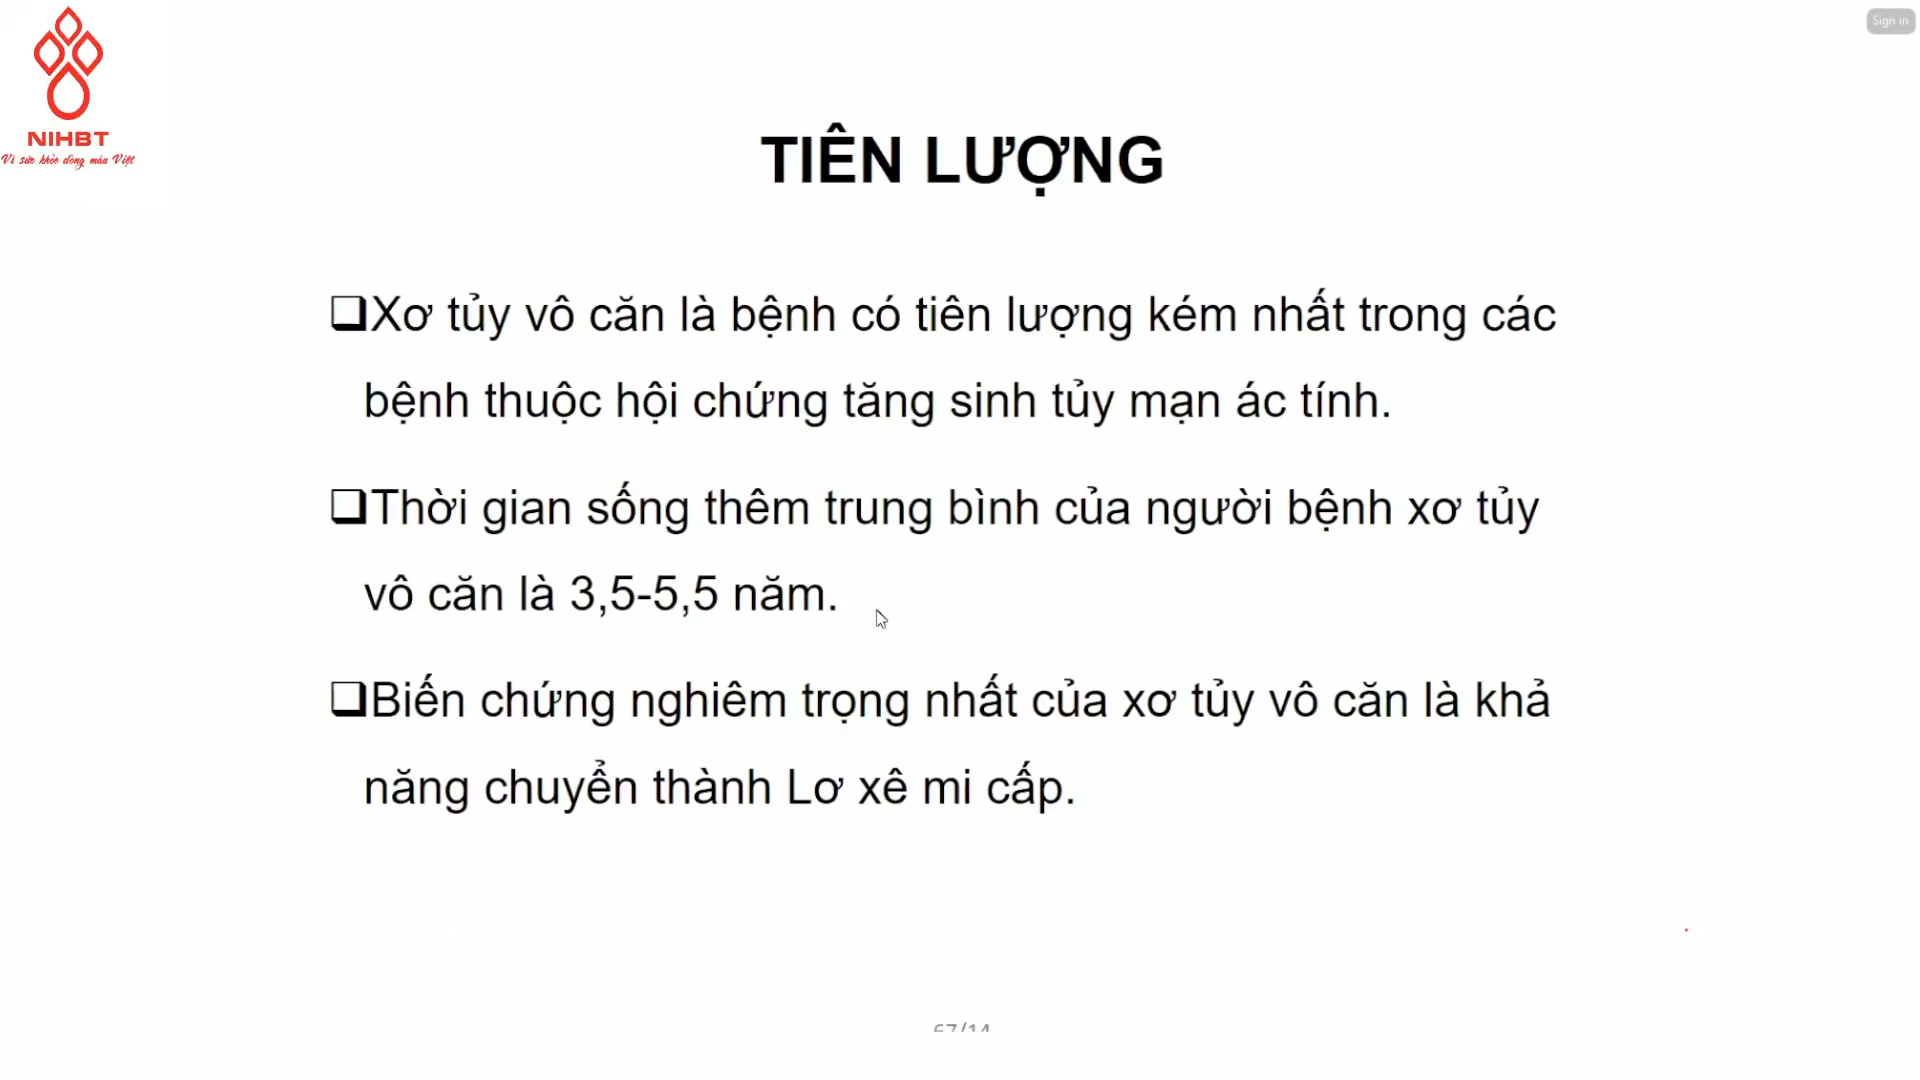 Sign in
NIHBT
Vì sức khỏe dòng máu Việt
TIÊN LƯỢNG
❑Xơ tủy vô căn là bệnh có tiên lượng kém nhất trong các
bệnh thuộc hội chứng tăng sinh tủy mạn ác tính.
❑Thời gian sống thêm trung bình của người bệnh xơ tủy
vô căn là 3,5-5,5 năm.
❑Biến chứng nghiêm trọng nhất của xơ tủy vô căn là khả
năng chuyển thành Lơ xê mi cấp.
67/14